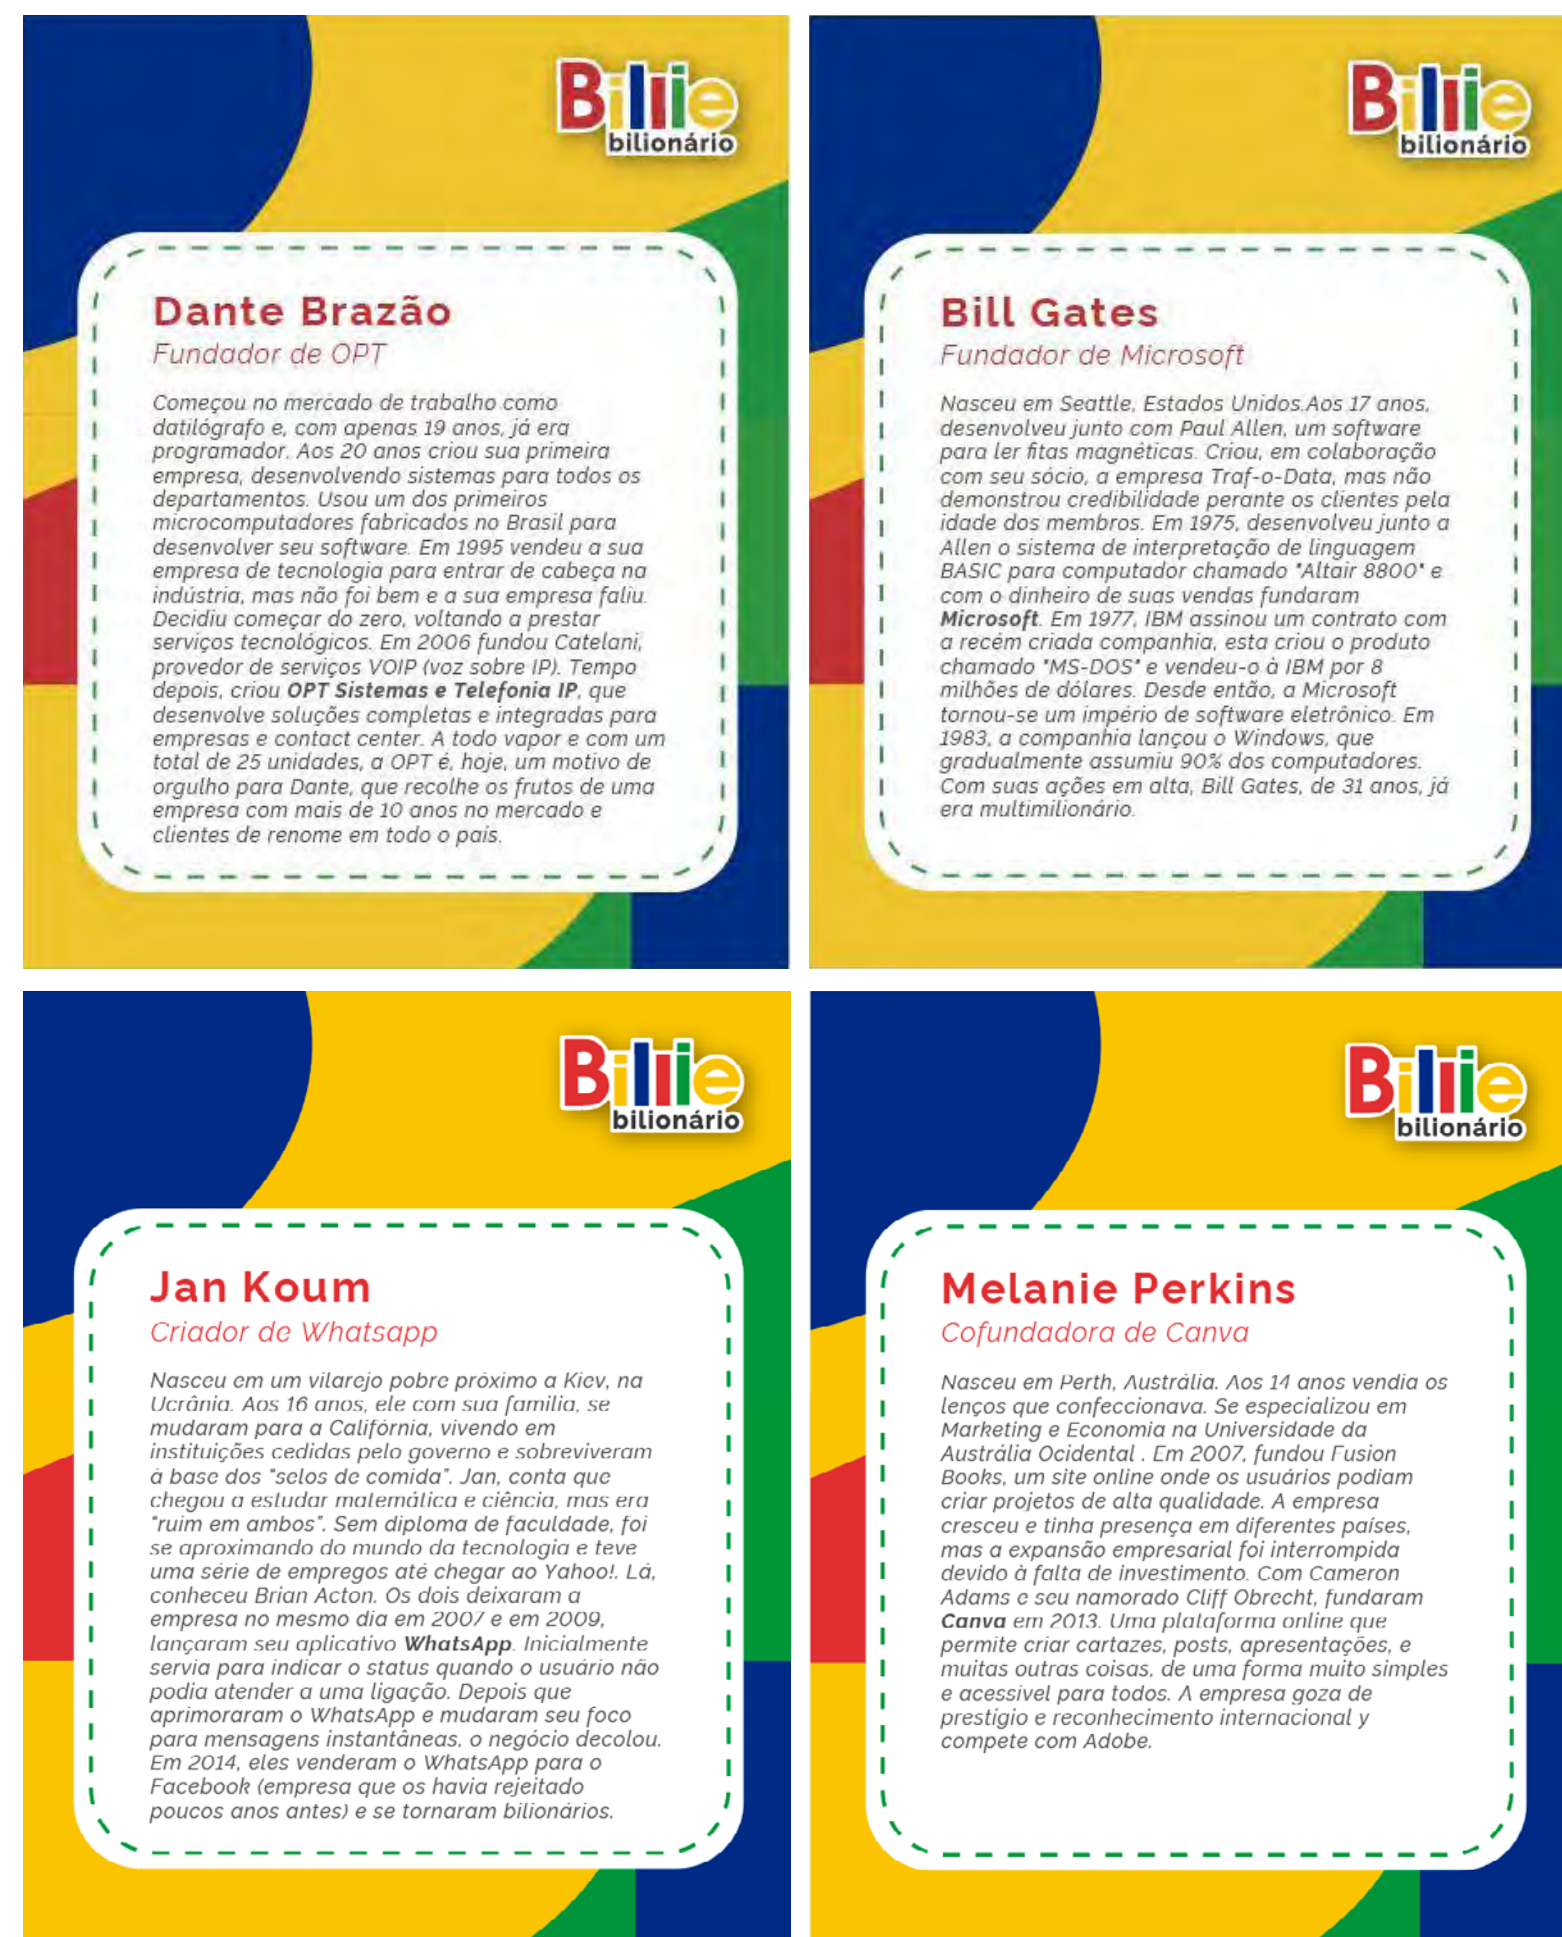 Billie
bilionário
Dante Brazão
Fundador de OPT
Começou no mercado de trabalho como
datilógrafo e, com apenas 19 anos, já era
programador. Aos 20 anos criou sua primeira
empresa, desenvolvendo sistemas para todos os
departamentos. Usou um dos primeiros
microcomputadores fabricados no Brasil para
desenvolver seu software. Em 1995 vendeu a sua
empresa de tecnologia para entrar de cabeça na
indústria, mas não foi bem e a sua empresa faliu.
Decidiu começar do zero, voltando a prestar
serviços tecnológicos. Em 2006 fundou Catelani,
provedor de serviços VOIP (voz sobre IP). Tempo
depois, criou OPT Sistemas e Telefonia IP, que
desenvolve soluções completas e integradas para
empresas e contact center. A todo vapor e com um
total de 25 unidades, a OPT é, hoje, um motivo de
orgulho para Dante, que recolhe os frutos de uma
empresa com mais de 10 anos no mercado e
clientes de renome em todo o país.
Billie
bilionário
Bill Gates
Fundador de Microsoft
Nasceu em Seattle, Estados Unidos.Aos 17 anos,
desenvolveu junto com Paul Allen, um software
para ler fitas magnéticas. Criou, em colaboração
com seu sócio, a empresa Traf-o-Data, mas não
demonstrou credibilidade perante os clientes pela
idade dos membros. Em 1975, desenvolveu junto a
Allen o sistema de interpretação de linguagem
BASIC para computador chamado "Altair 8800" e
com o dinheiro de suas vendas fundaram
Microsoft. Em 1977, IBM assinou um contrato com
a recém criada companhia, esta criou o produto
chamado "MS-DOS" e vendeu-o à IBM por 8
milhões de dólares. Desde então, a Microsoft
tornou-se um império de software eletrônico. Em
1983, a companhia lançou o Windows, que
gradualmente assumiu 90% dos computadores.
Com suas ações em alta, Bill Gates, de 31 anos, já
era multimilionário.
Billie
bilionário
Jan Koum
Criador de Whatsapp
Nasceu em um vilarejo pobre próximo a Kiev, na
Ucrânia. Aos 16 anos, ele com sua família, se
mudaram para a Califórnia, vivendo em
instituições cedidas pelo governo e sobreviveram
à base dos "selos de comida". Jan, conta que
chegou a estudar matemática e ciência, mas era
"ruim em ambos". Sem diploma de faculdade, foi
se aproximando do mundo da tecnologia e teve
uma série de empregos até chegar ao Yahoo!. Lá,
conheceu Brian Acton. Os dois deixaram a
empresa no mesmo dia em 2007 e em 2009,
lançaram seu aplicativo WhatsApp. Inicialmente
servia para indicar o status quando o usuário não
podia atender a uma ligação. Depois que
aprimoraram o WhatsApp e mudaram seu foco
para mensagens instantâneas, o negócio decolou.
Em 2014, eles venderam o WhatsApp para o
Facebook (empresa que os havia rejeitado
poucos anos antes) e se tornaram bilionários.
Billie
bilionário
Melanie Perkins
Cofundadora de Canva
Nasceu em Perth, Austrália. Aos 14 anos vendia os
lenços que confeccionava. Se especializou em
Marketing e Economia na Universidade da
Austrália Ocidental . Em 2007, fundou Fusion
Books, um site online onde os usuários podiam
criar projetos de alta qualidade. A empresa
cresceu e tinha presença em diferentes países,
mas a expansão empresarial foi interrompida
devido à falta de investimento. Com Cameron
Adams e seu namorado Cliff Obrecht, fundaram
Canva em 2013. Uma plataforma online que
permite criar cartazes, posts, apresentações, e
muitas outras coisas, de uma forma muito simples
e acessível para todos. A empresa goza de
prestígio e reconhecimento internacional y
compete com Adobe.